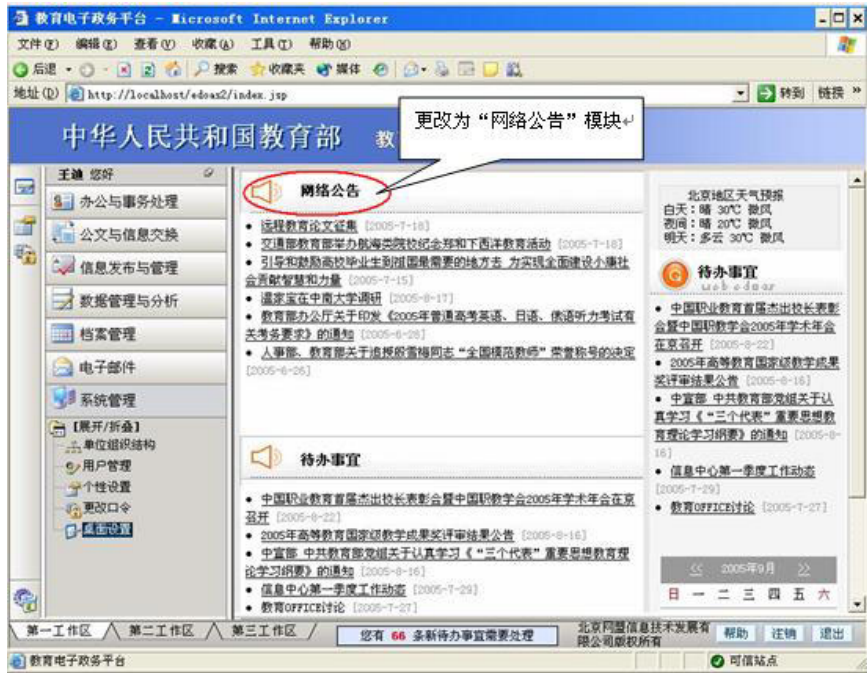 教育电子政务平台 - Microsoft Internet Explorer
文件(F) 编辑(E) 查看(V) 收藏(A) 工具(T) 帮助(H)
后退 搜索 收藏夹 媒体
地址(D) http://localhost/edoas2/index.jsp 转到 链接 »
中华人民共和国教育部 教
更改为“网络公告”模块↵
王迪 您好
办公与事务处理
公文与信息交换
信息发布与管理
数据管理与分析
档案管理
电子邮件
系统管理
【展开/折叠】
单位组织结构
用户管理
个性设置
更改口令
桌面设置
网络公告
• 远程教育论文征集 [2005-7-18]
• 交通部教育部举办航海类院校纪念郑和下西洋教育活动 [2005-7-18]
• 引导和鼓励高校毕业生到祖国最需要的地方去 为实现全面建设小康社
会贡献智慧和力量 [2005-7-15]
• 温家宝在中南大学调研 [2005-8-17]
• 教育部办公厅关于印发《2005年普通高考英语、日语、俄语听力考试有
关考务要求》的通知 [2005-6-28]
• 人事部、教育部关于追授殷雪梅同志“全国模范教师”荣誉称号的决定
[2005-6-26]
待办事宜
• 中国职业教育首届杰出校长表彰会暨中国职教学会2005年学术年会在京
召开 [2005-8-22]
• 2005年高等教育国家级教学成果奖评审结果公告 [2005-8-16]
• 中宣部 中共教育部党组关于认真学习《“三个代表”重要思想教育理
论学习纲要》的通知 [2005-8-16]
• 信息中心第一季度工作动态 [2005-7-29]
• 教育OFFICE讨论 [2005-7-27]
北京地区天气预报
白天：晴 30℃ 微风
夜间：晴 20℃ 微风
明天：多云 30℃ 微风
待办事宜
• 中国职业教育首届杰出校长表彰
会暨中国职教学会2005年学术年会
在京召开 [2005-8-22]
• 2005年高等教育国家级教学成果
奖评审结果公告 [2005-8-16]
• 中宣部 中共教育部党组关于认
真学习《“三个代表”重要思想教
育理论学习纲要》的通知 [2005-8-
16]
• 信息中心第一季度工作动态
[2005-7-29]
• 教育OFFICE讨论 [2005-7-27]
<< 2005年9月 >>
日 一 二 三 四 五 六
第一工作区 第二工作区 第三工作区
您有 66 条新待办事宜需要处理
北京网盟信息技术发展有
限公司版权所有
帮助 注销 退出
教育电子政务平台 可信站点